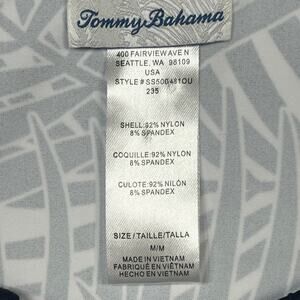 Tommy Bahama
400 FAIRVIEW AVE N
SEATTLE, WA 98109
USA
STYLE # SS500481OU
235
SHELL:92% NYLON
8% SPANDEX
COQUILLE:92% NYLON
8% SPANDEX
CULOTE:92% NILÓN
8% SPANDEX
SIZE / TAILLE/TALLA
M/M
MADE IN VIETNAM
FABRIQUÉ EN VIÊTNAM
HECHO EN VIETNAM